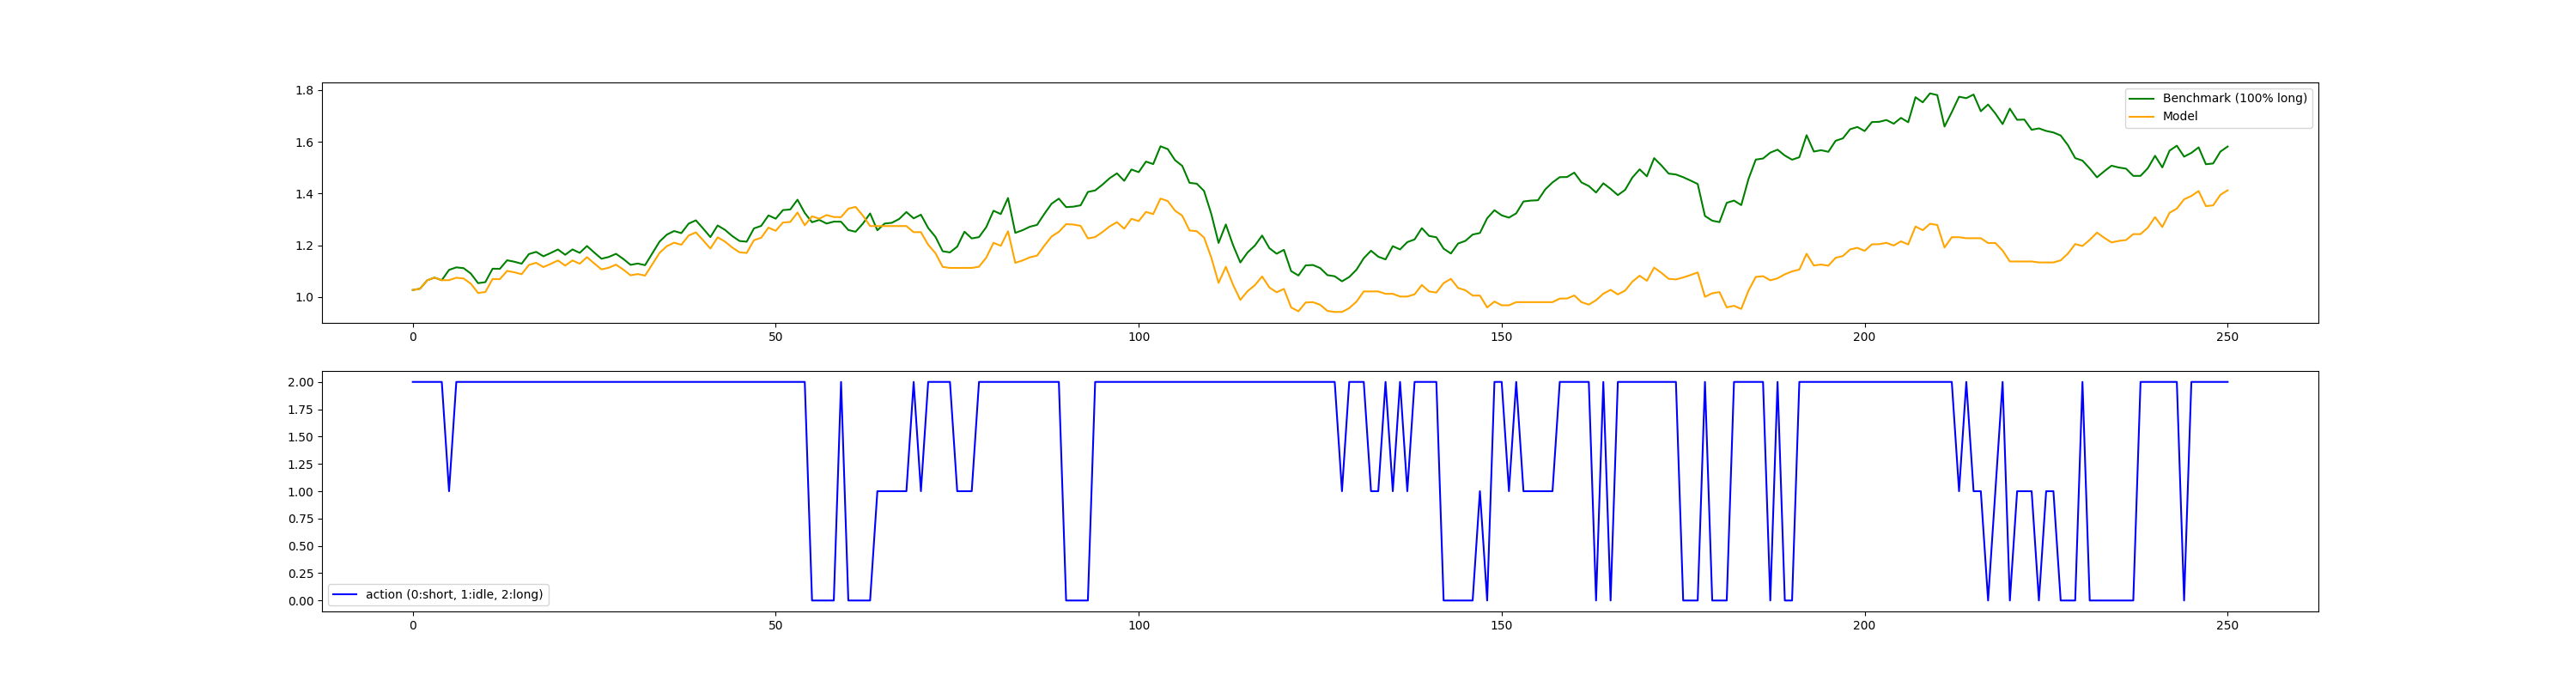 1.8
1.6
1.4
1.2
1.0
Benchmark (100% long)
Model
0 50 100 150 200 250
2.00
1.75
1.50
1.25
1.00
0.75
0.50
0.25
0.00
action (0:short, 1:idle, 2:long)
0 50 100 150 200 250